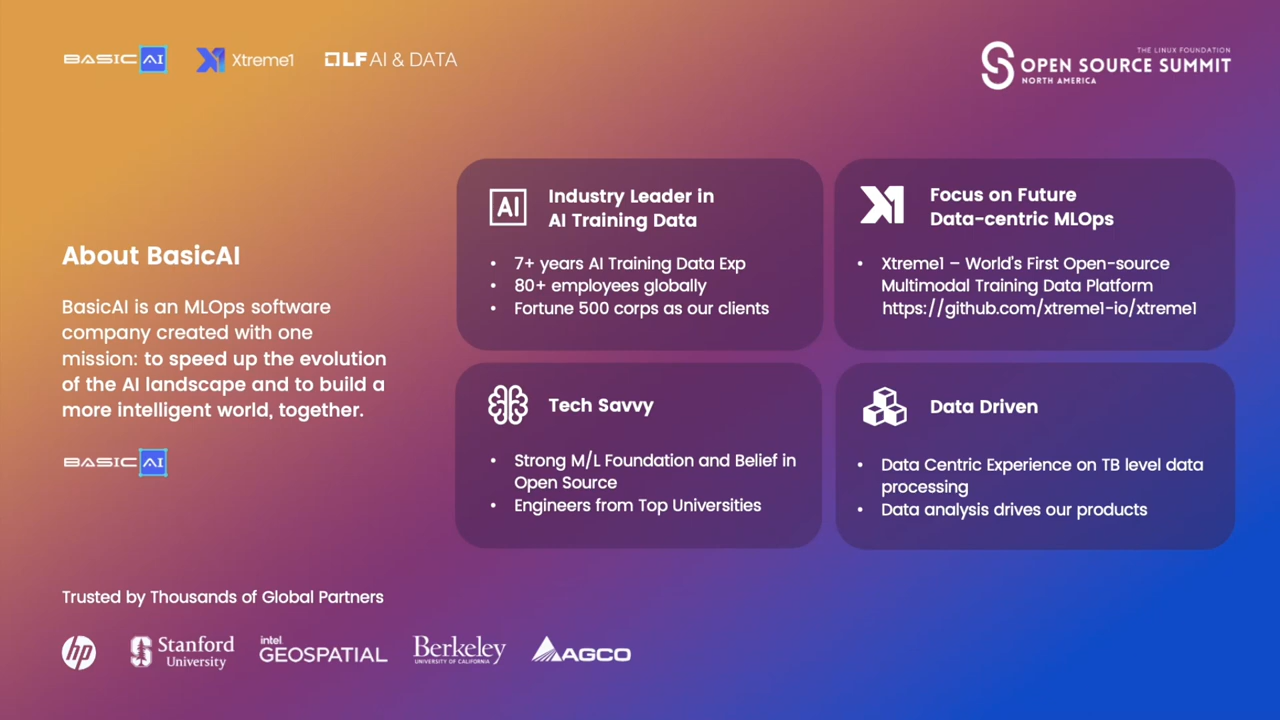 BASIC AI
X1 Xtreme1
LF AI & DATA
THE LINUX FOUNDATION
OPEN SOURCE SUMMIT
NORTH AMERICA
About BasicAI
BasicAI is an MLOps software
company created with one
mission: to speed up the evolution
of the AI landscape and to build a
more intelligent world, together.
BASIC AI
AI
Industry Leader in
AI Training Data
• 7+ years AI Training Data Exp
• 80+ employees globally
• Fortune 500 corps as our clients
X1
Focus on Future
Data-centric MLOps
• Xtreme1 – World's First Open-source
Multimodal Training Data Platform
https://github.com/xtreme1-io/xtreme1
Tech Savvy
• Strong M/L Foundation and Belief in
Open Source
• Engineers from Top Universities
Data Driven
• Data Centric Experience on TB level data
processing
• Data analysis drives our products
Trusted by Thousands of Global Partners
hp
Stanford
University
intel
GEOSPATIAL
Berkeley
UNIVERSITY OF CALIFORNIA
AGCO